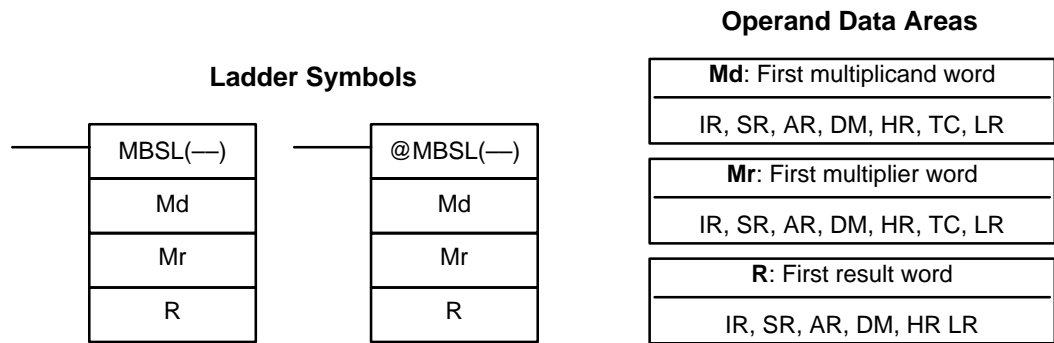 Operand Data Areas
Ladder Symbols
Md: First multiplicand word
IR, SR, AR, DM, HR, TC, LR
Mr: First multiplier word
IR, SR, AR, DM, HR, TC, LR
R: First result word
IR, SR, AR, DM, HR LR
MBSL(––)
Md
Mr
R
@MBSL(––)
Md
Mr
R